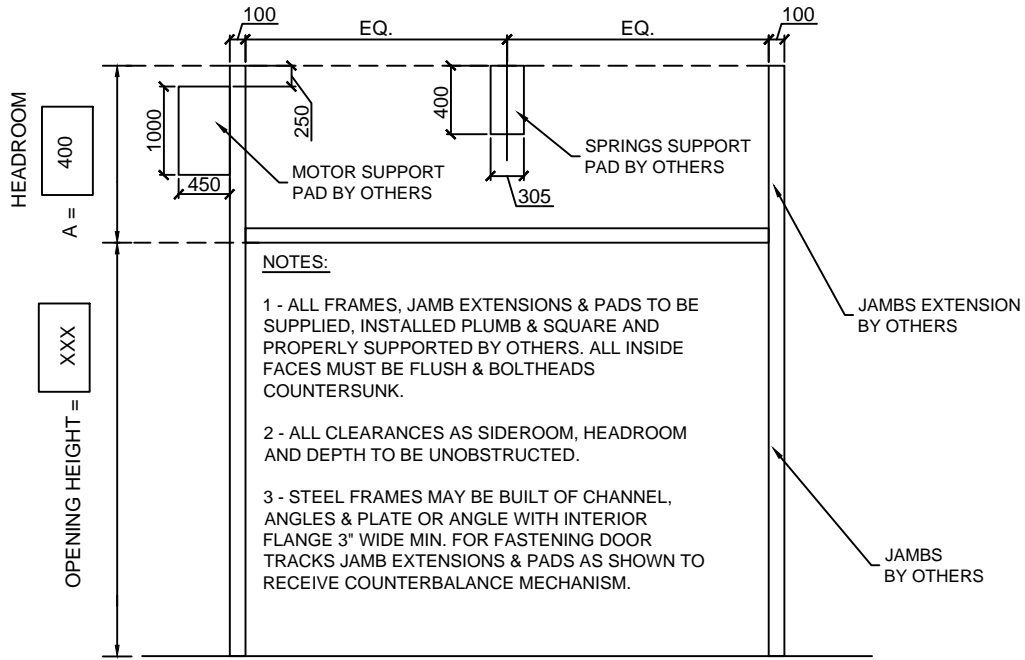 100
EQ.
EQ.
100
HEADROOM
A = 400
1000
250
400
450
305
MOTOR SUPPORT
PAD BY OTHERS
SPRINGS SUPPORT
PAD BY OTHERS
JAMBS EXTENSION
BY OTHERS
OPENING HEIGHT = XXX
NOTES:
1 - ALL FRAMES, JAMB EXTENSIONS & PADS TO BE
SUPPLIED, INSTALLED PLUMB & SQUARE AND
PROPERLY SUPPORTED BY OTHERS. ALL INSIDE
FACES MUST BE FLUSH & BOLTHEADS
COUNTERSUNK.
2 - ALL CLEARANCES AS SIDEROOM, HEADROOM
AND DEPTH TO BE UNOBSTRUCTED.
3 - STEEL FRAMES MAY BE BUILT OF CHANNEL,
ANGLES & PLATE OR ANGLE WITH INTERIOR
FLANGE 3" WIDE MIN. FOR FASTENING DOOR
TRACKS JAMB EXTENSIONS & PADS AS SHOWN TO
RECEIVE COUNTERBALANCE MECHANISM.
JAMBS
BY OTHERS